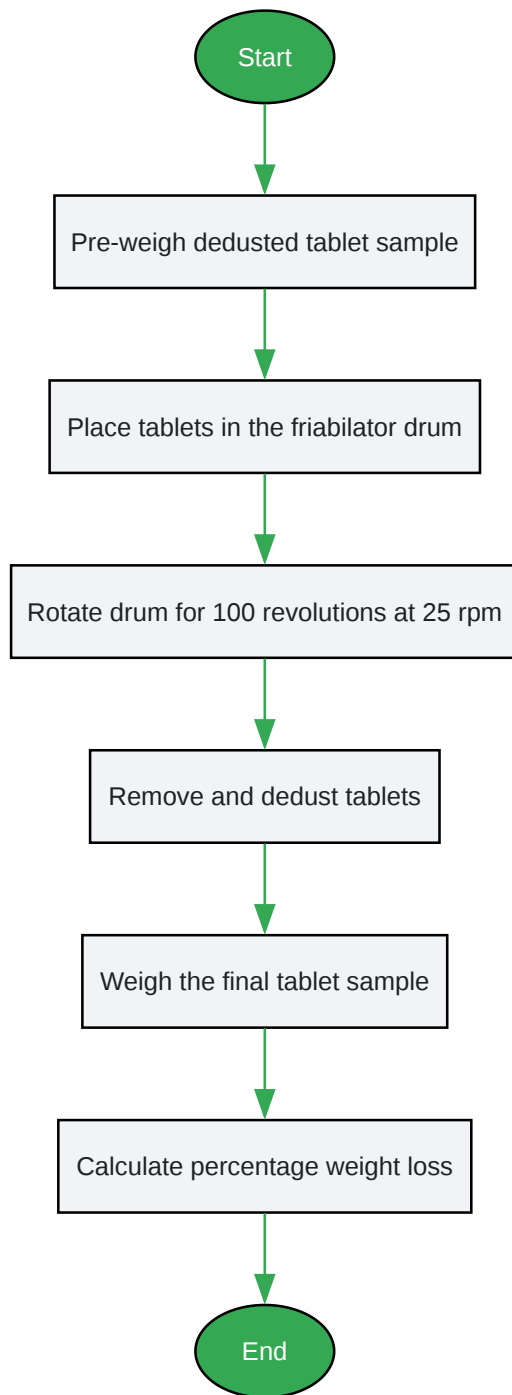 Start
Pre-weigh dedusted tablet sample
Place tablets in the friabilator drum
Rotate drum for 100 revolutions at 25 rpm
Remove and dedust tablets
Weigh the final tablet sample
Calculate percentage weight loss
End